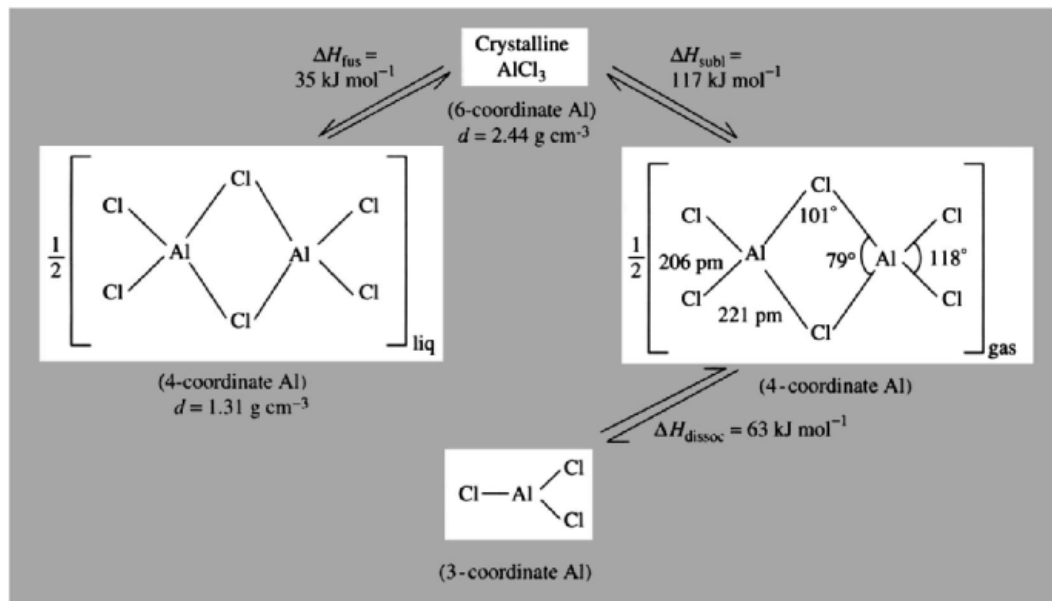 Crystalline
AlCl₃
(6-coordinate Al)
d = 2.44 g cm⁻³
ΔH_fus =
35 kJ mol⁻¹
ΔH_subl =
117 kJ mol⁻¹
1/2
Cl
Cl
Cl
Al
Al
Cl
Cl
Cl
liq
(4-coordinate Al)
d = 1.31 g cm⁻³
1/2
Cl
101°
Cl
Cl
206 pm
Al
79°
Al
118°
Cl
Cl
221 pm
Cl
gas
(4-coordinate Al)
ΔH_dissoc = 63 kJ mol⁻¹
Cl
Cl—Al
Cl
(3-coordinate Al)